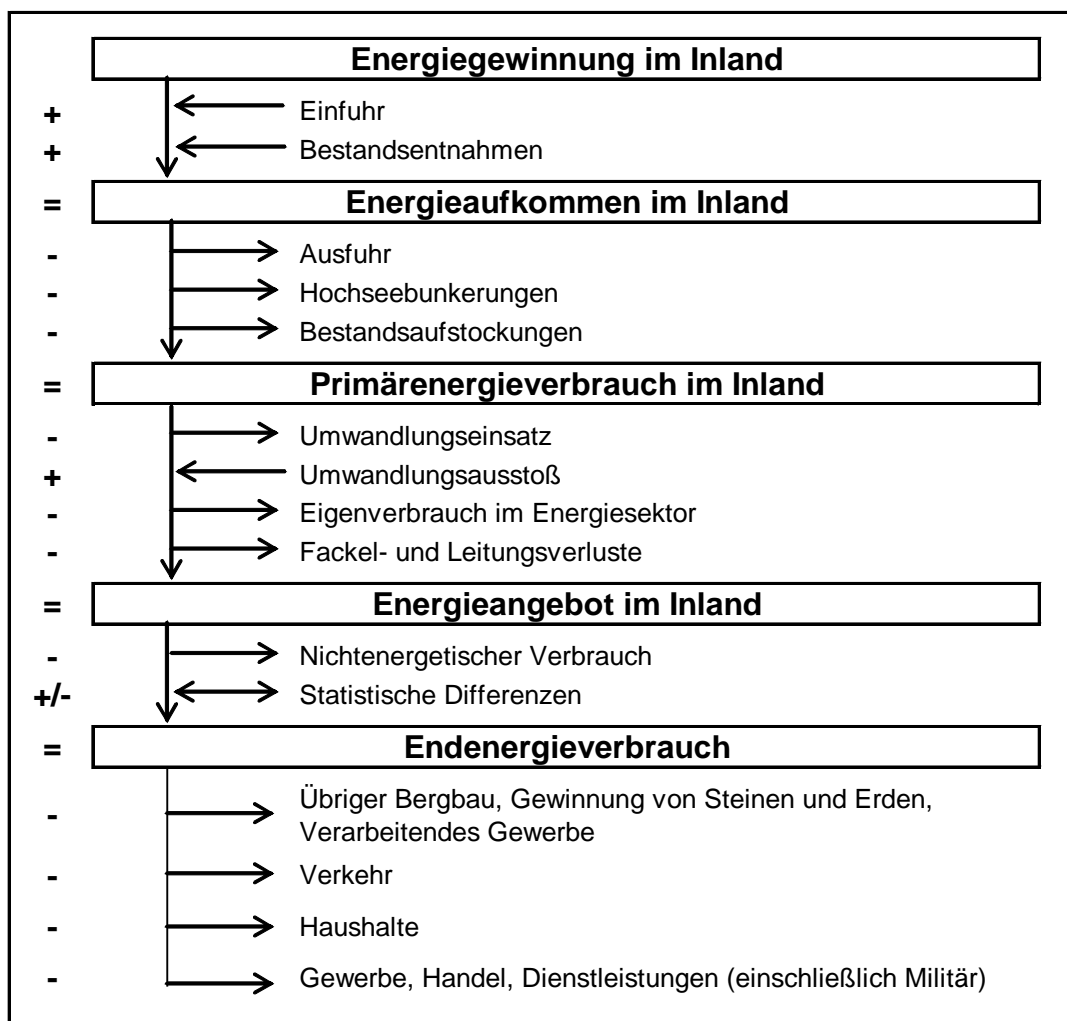 Energiegewinnung im Inland
+ Einfuhr
+ Bestandsentnahmen
= Energieaufkommen im Inland
- Ausfuhr
- Hochseebunkerungen
- Bestandsaufstockungen
= Primärenergieverbrauch im Inland
- Umwandlungseinsatz
+ Umwandlungsausstoß
- Eigenverbrauch im Energiesektor
- Fackel- und Leitungsverluste
= Energieangebot im Inland
- Nichtenergetischer Verbrauch
+/- Statistische Differenzen
= Endenergieverbrauch
- Übriger Bergbau, Gewinnung von Steinen und Erden,
Verarbeitendes Gewerbe
- Verkehr
- Haushalte
- Gewerbe, Handel, Dienstleistungen (einschließlich Militär)